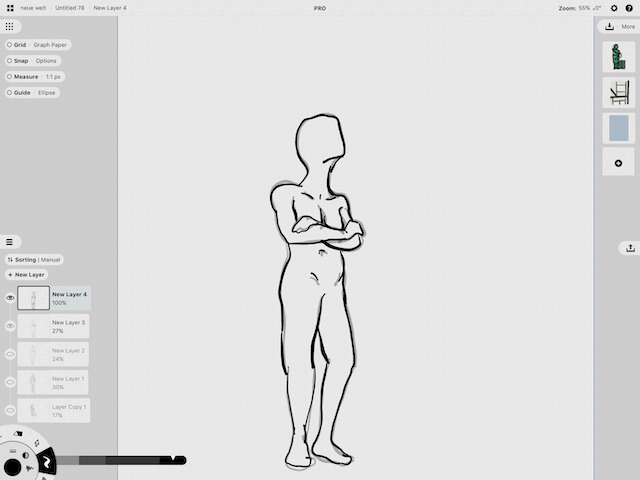 neue welt · Untitled 78 · New Layer 4
PRO
Zoom: 55% ⟂0°
More
Grid · Graph Paper
Snap · Options
Measure · 1:1 px
Guide · Ellipse
Sorting | Manual
+ New Layer
New Layer 4
100%
New Layer 3
27%
New Layer 2
24%
New Layer 1
30%
Layer Copy 1
17%